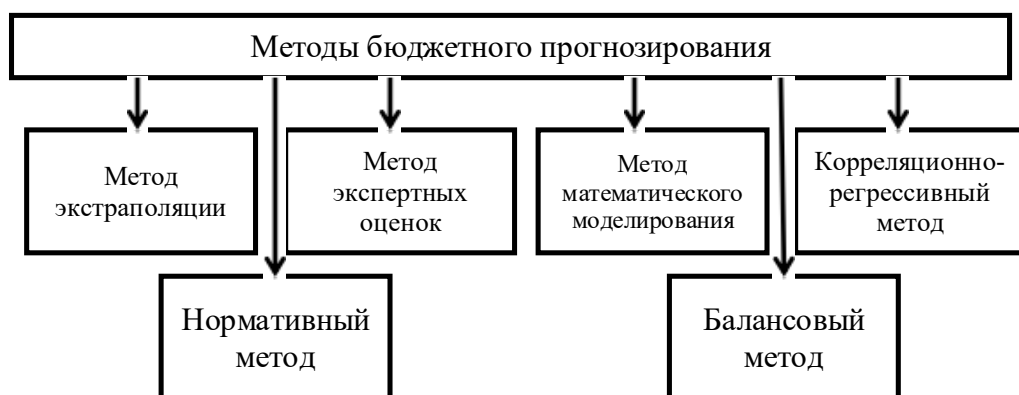 Методы бюджетного прогнозирования
Метод
экстраполяции
Метод
экспертных
оценок
Метод
математического
моделирования
Корреляционно-
регрессивный
метод
Нормативный
метод
Балансовый
метод